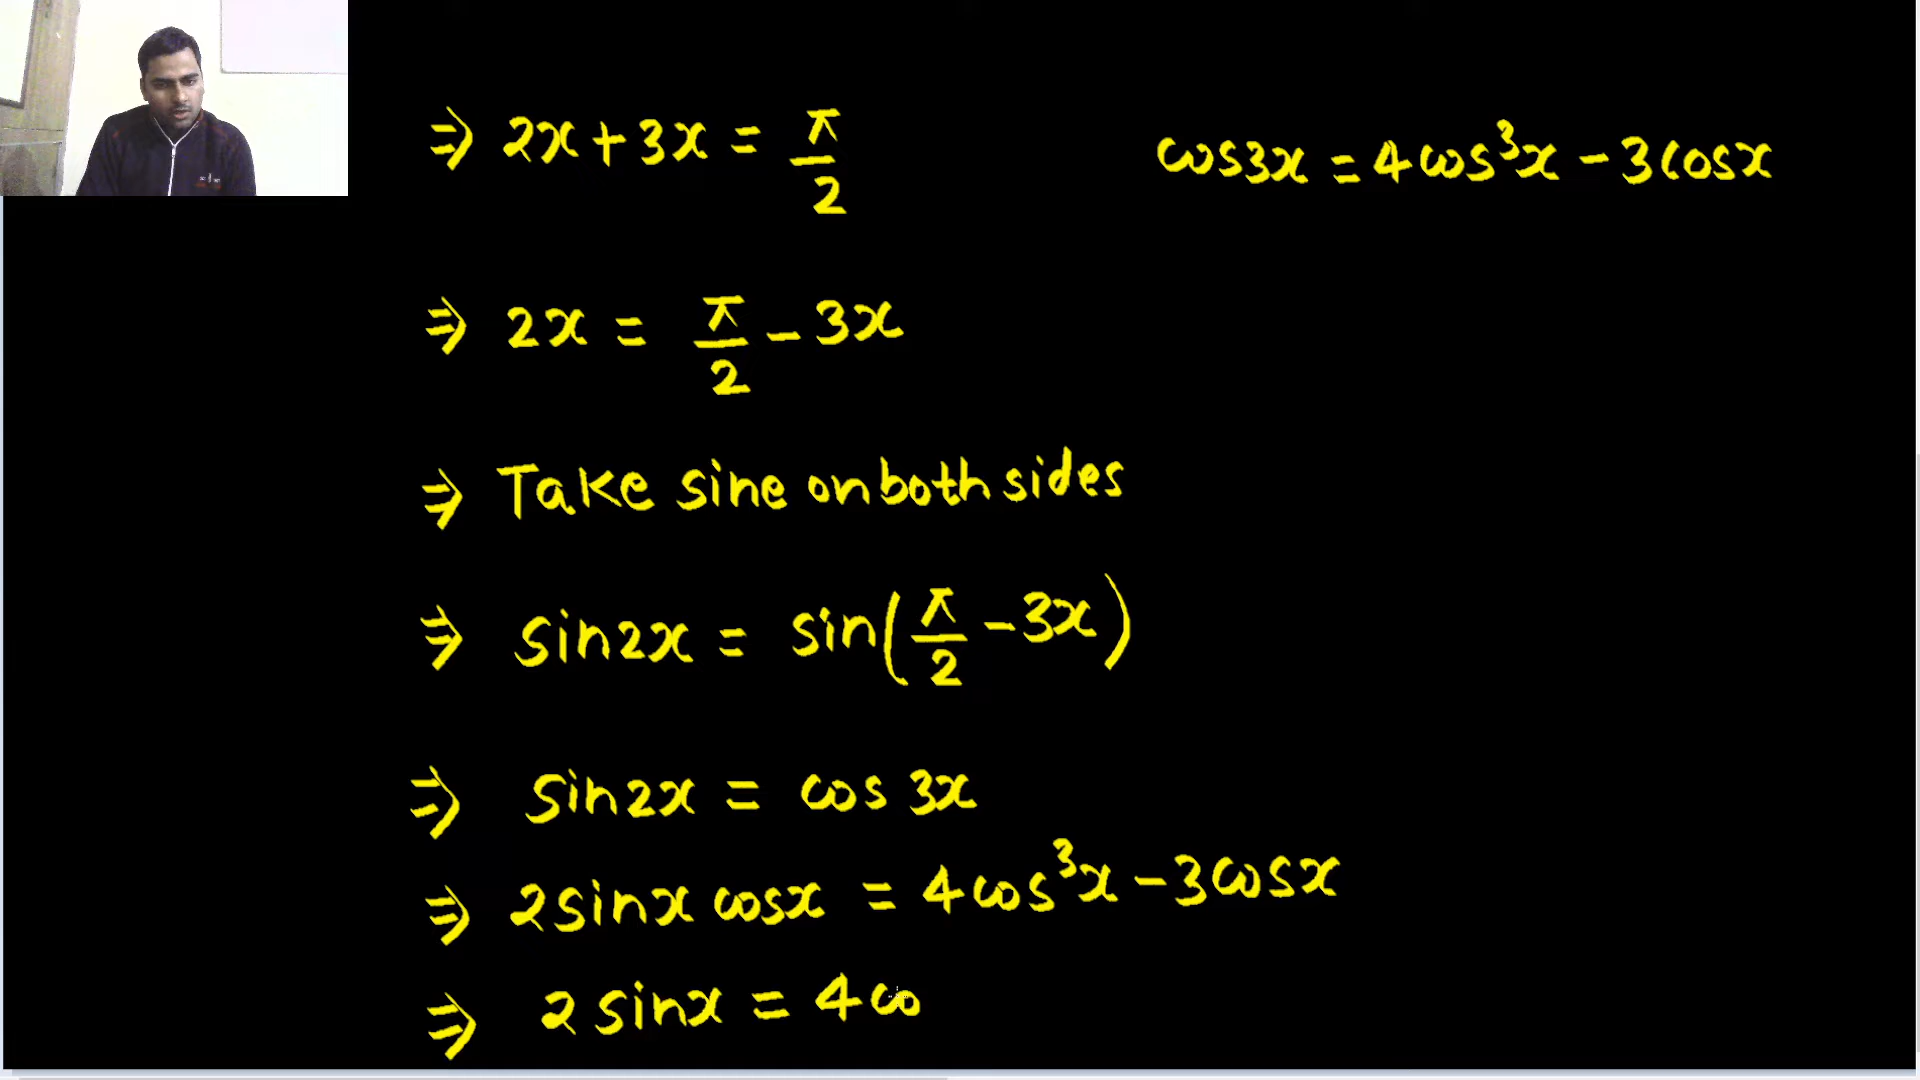 ⇒ 2x + 3x = π/2
cos3x = 4cos³x - 3cosx
⇒ 2x = π/2 - 3x
⇒ Take sine on both sides
⇒ sin2x = sin(π/2 - 3x)
⇒ sin2x = cos 3x
⇒ 2sinx cosx = 4cos³x - 3cosx
⇒ 2 sinx = 4co